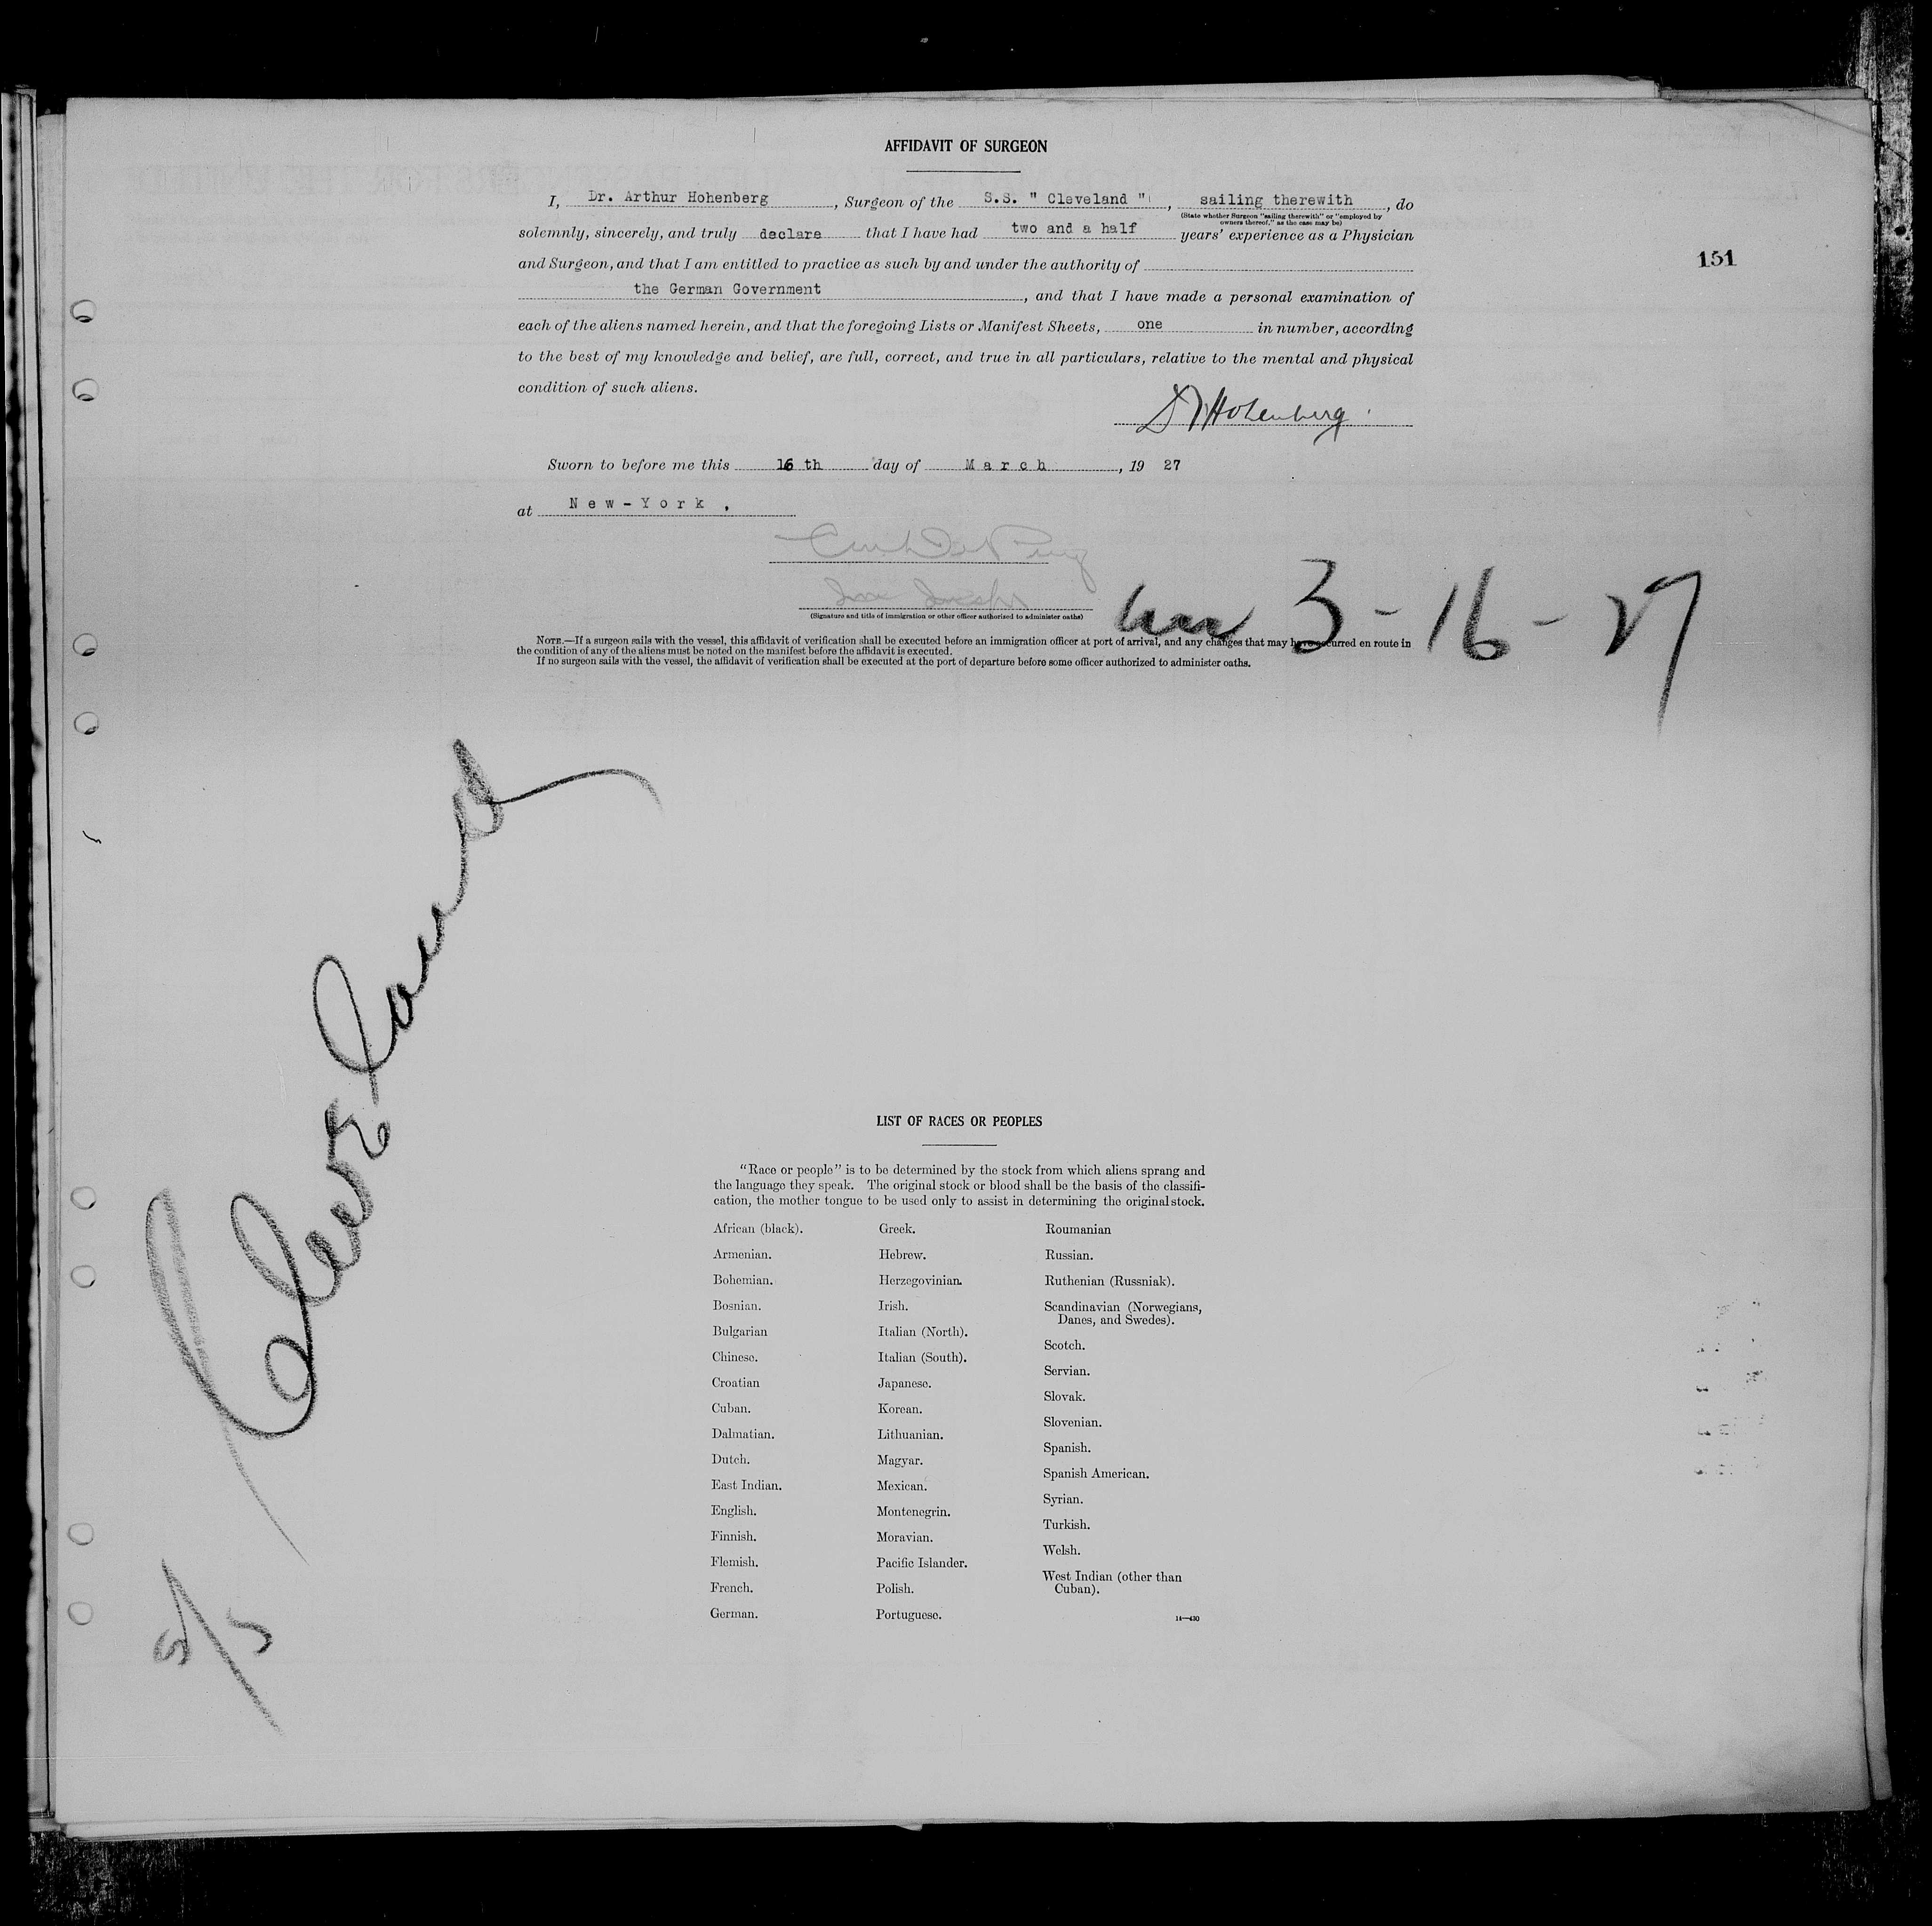 AFFIDAVIT OF SURGEON
I, Dr. Arthur Hohenberg, Surgeon of the S.S. " Cleveland ", sailing therewith, do
(State whether Surgeon "sailing therewith" or "employed by
owners thereof," as the case may be)
solemnly, sincerely, and truly declare that I have had two and a half years' experience as a Physician
and Surgeon, and that I am entitled to practice as such by and under the authority of
the German Government, and that I have made a personal examination of
each of the aliens named herein, and that the foregoing Lists or Manifest Sheets, one in number, according
to the best of my knowledge and belief, are full, correct, and true in all particulars, relative to the mental and physical
condition of such aliens.
Dr Hohenberg
Sworn to before me this 16 th day of March, 19 27
at New-York,
(Signature and title of immigration or other officer authorized to administer oaths)
3-16-27
NOTE.—If a surgeon sails with the vessel, this affidavit of verification shall be executed before an immigration officer at port of arrival, and any changes that may have occurred en route in
the condition of any of the aliens must be noted on the manifest before the affidavit is executed.
If no surgeon sails with the vessel, the affidavit of verification shall be executed at the port of departure before some officer authorized to administer oaths.
151
S/S Cleveland
LIST OF RACES OR PEOPLES
"Race or people" is to be determined by the stock from which aliens sprang and
the language they speak. The original stock or blood shall be the basis of the classifi-
cation, the mother tongue to be used only to assist in determining the original stock.
African (black).
Armenian.
Bohemian.
Bosnian.
Bulgarian
Chinese.
Croatian
Cuban.
Dalmatian.
Dutch.
East Indian.
English.
Finnish.
Flemish.
French.
German.
Greek.
Hebrew.
Herzegovinian.
Irish.
Italian (North).
Italian (South).
Japanese.
Korean.
Lithuanian.
Magyar.
Mexican.
Montenegrin.
Moravian.
Pacific Islander.
Polish.
Portuguese.
Roumanian
Russian.
Ruthenian (Russniak).
Scandinavian (Norwegians,
Danes, and Swedes).
Scotch.
Servian.
Slovak.
Slovenian.
Spanish.
Spanish American.
Syrian.
Turkish.
Welsh.
West Indian (other than
Cuban).
14—430